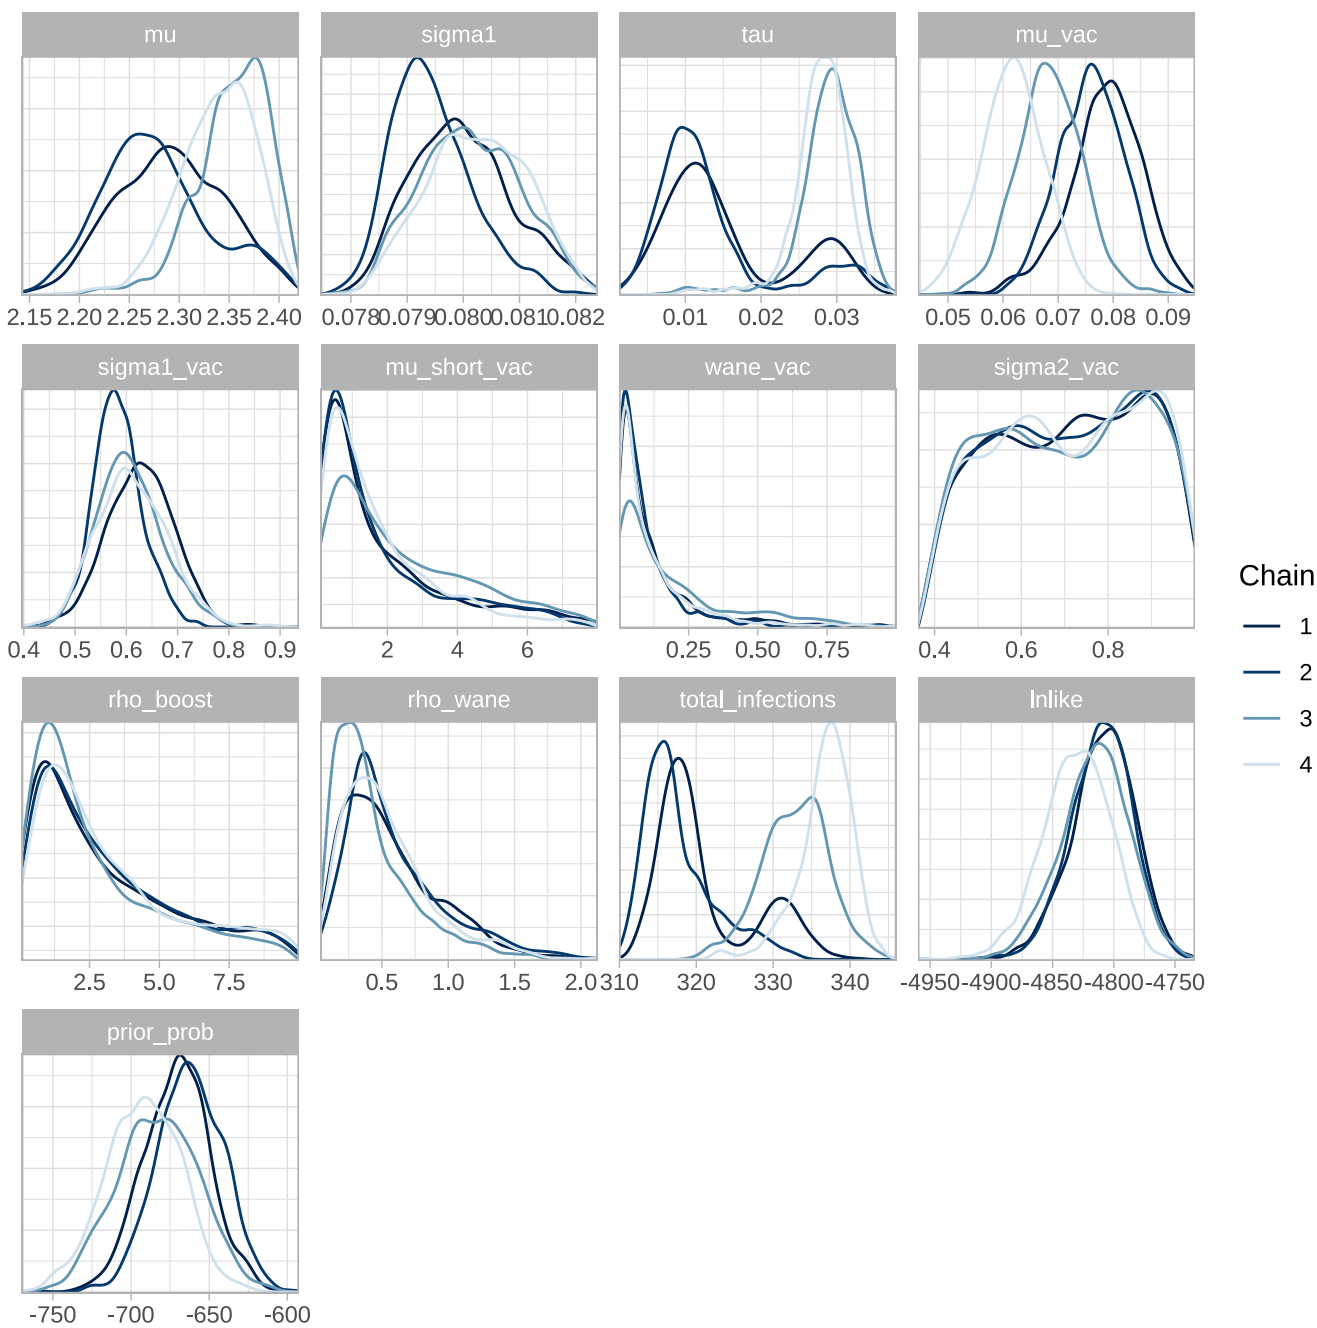 mu sigma1 tau mu_vac
2.15 2.20 2.25 2.30 2.35 2.40 0.078 0.079 0.080 0.081 0.082 0.01 0.02 0.03 0.05 0.06 0.07 0.08 0.09
sigma1_vac mu_short_vac wane_vac sigma2_vac
0.4 0.5 0.6 0.7 0.8 0.9 2 4 6 0.25 0.50 0.75 0.4 0.6 0.8
Chain
1
2
3
4
rho_boost rho_wane total_infections lnlike
2.5 5.0 7.5 0.5 1.0 1.5 2.0 310 320 330 340 -4950 -4900 -4850 -4800 -4750
prior_prob
-750 -700 -650 -600